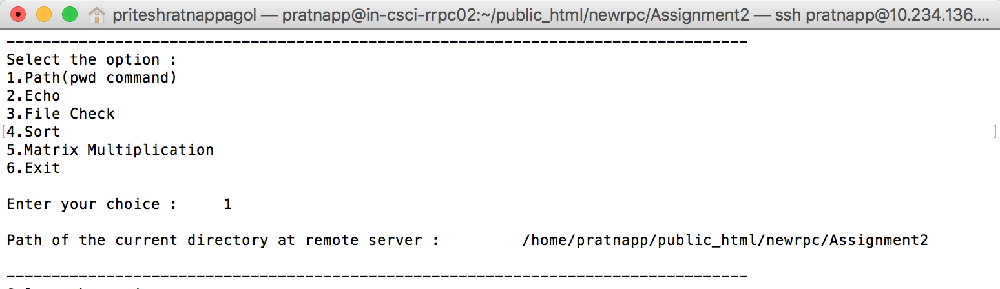 priteshratnappagol — pratnapp@in-csci-rrpc02:~/public_html/newrpc/Assignment2 — ssh pratnapp@10.234.136....
--------------------------------------------------------------------------------
Select the option :
1.Path(pwd command)
2.Echo
3.File Check
[4.Sort ]
5.Matrix Multiplication
6.Exit
Enter your choice : 1
Path of the current directory at remote server : /home/pratnapp/public_html/newrpc/Assignment2
--------------------------------------------------------------------------------